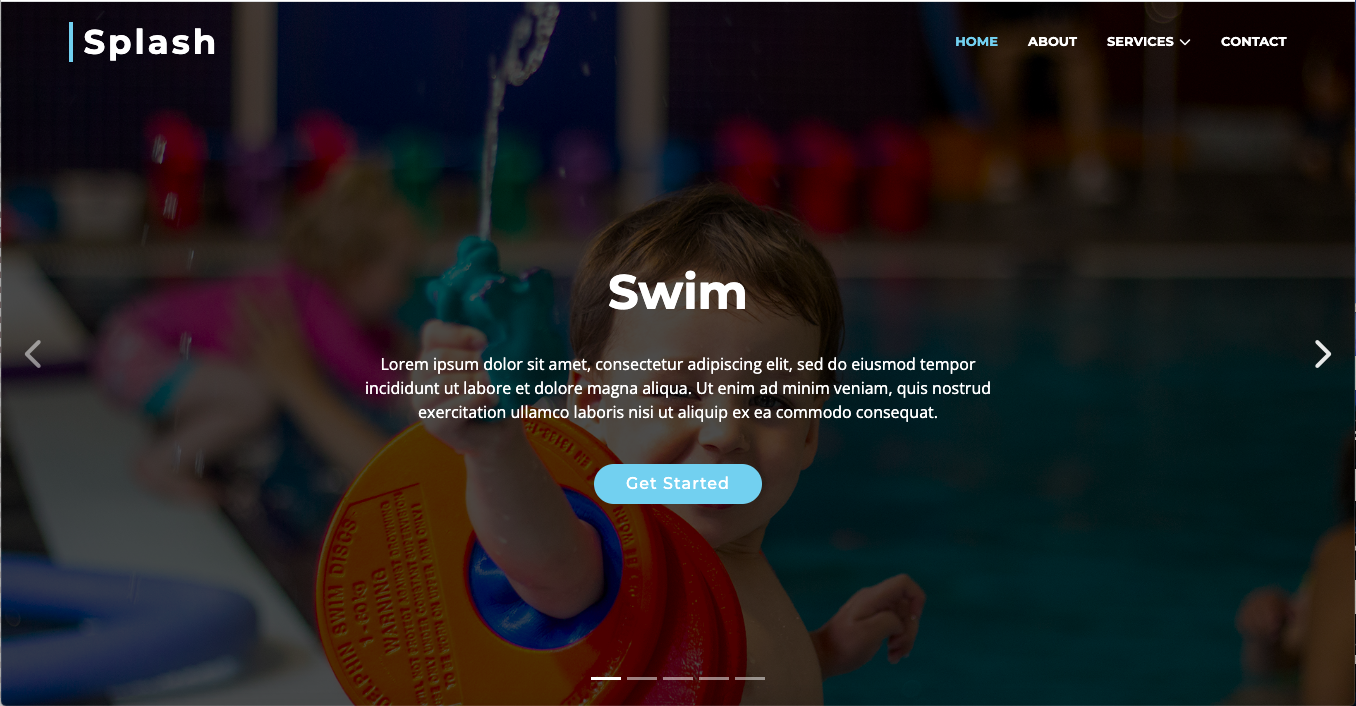 Splash
HOME ABOUT SERVICES CONTACT
Swim
Lorem ipsum dolor sit amet, consectetur adipiscing elit, sed do eiusmod tempor
incididunt ut labore et dolore magna aliqua. Ut enim ad minim veniam, quis nostrud
exercitation ullamco laboris nisi ut aliquip ex ea commodo consequat.
Get Started
DELPHIN SWIM DISCS
WARNING